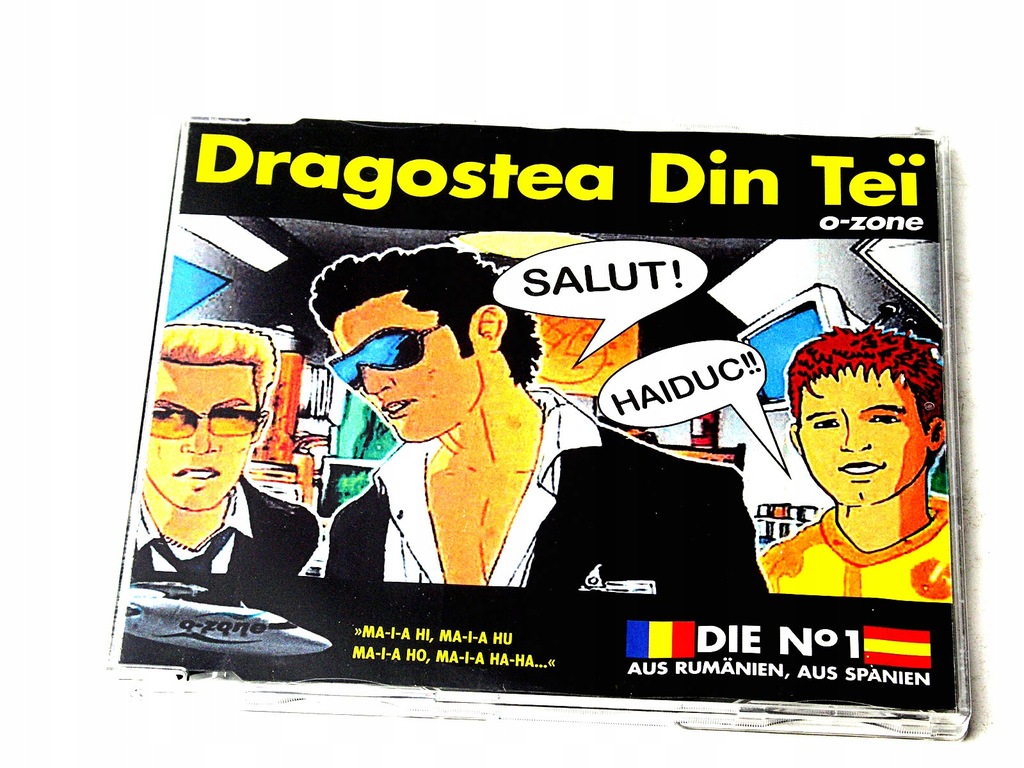 Dragostea Din Teï
o-zone
SALUT!
HAIDUC!!
o-zone
»MA-I-A HI, MA-I-A HU
MA-I-A HO, MA-I-A HA-HA...«
DIE Nº1
AUS RUMÄNIEN, AUS SPANIEN